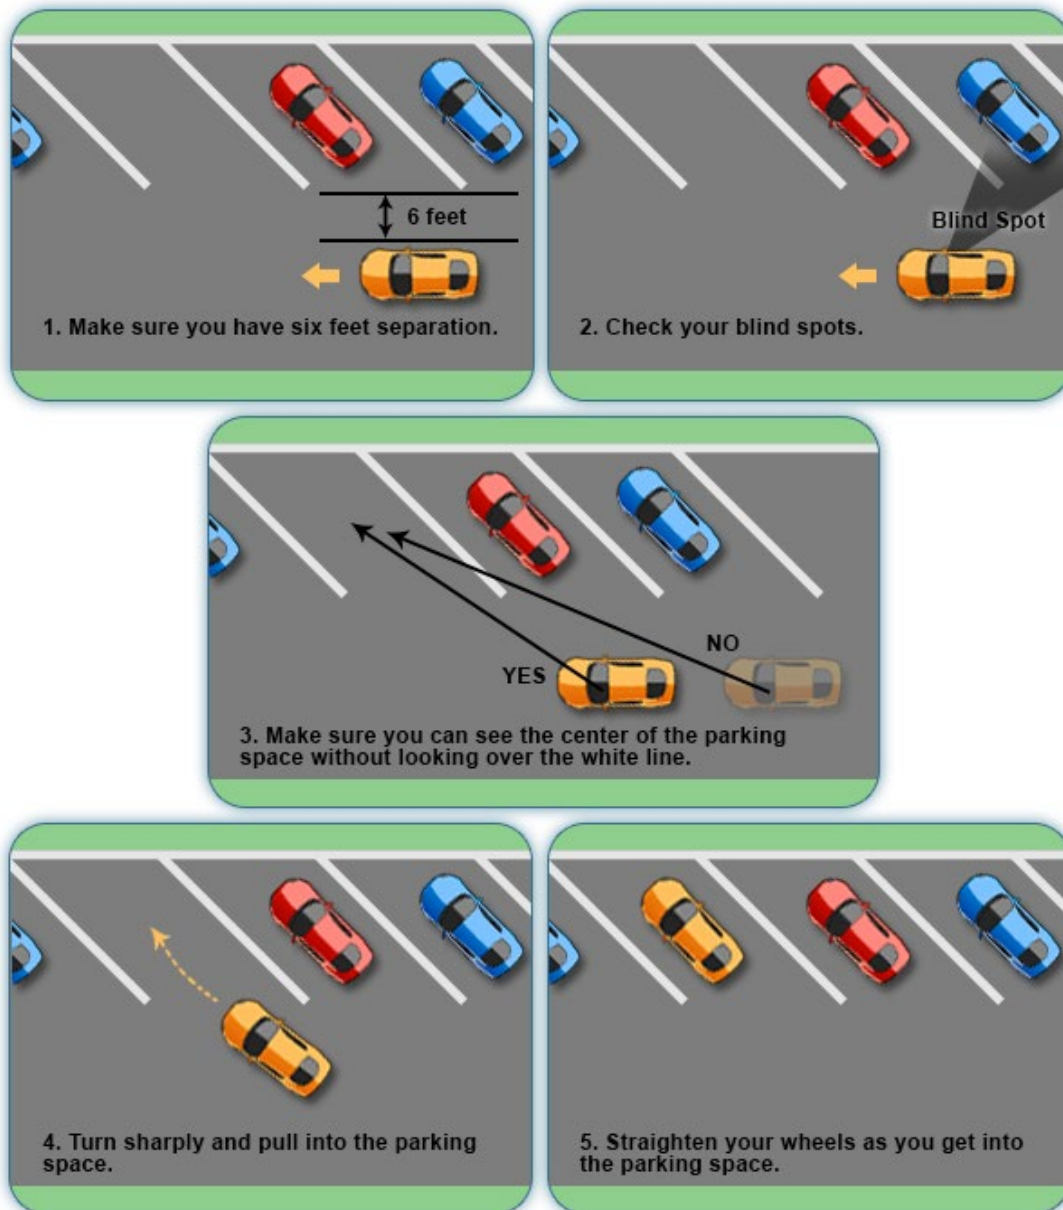 6 feet
1. Make sure you have six feet separation.
Blind Spot
2. Check your blind spots.
NO
YES
3. Make sure you can see the center of the parking
space without looking over the white line.
4. Turn sharply and pull into the parking
space.
5. Straighten your wheels as you get into
the parking space.